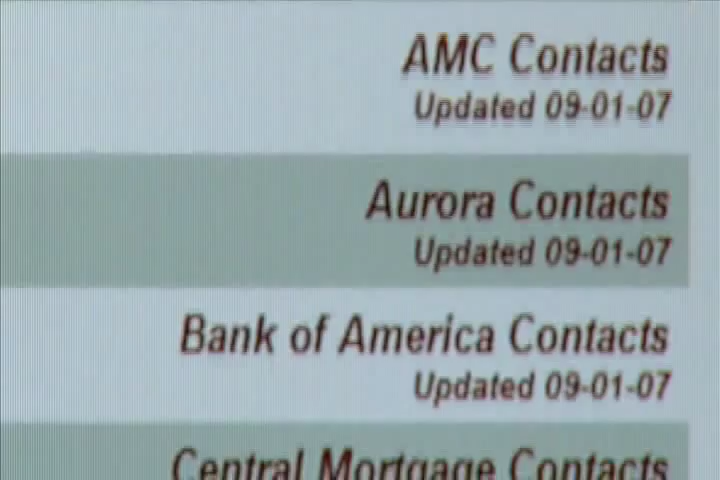 AMC Contacts
Updated 09-01-07
Aurora Contacts
Updated 09-01-07
Bank of America Contacts
Updated 09-01-07
Central Mortgage Contacts